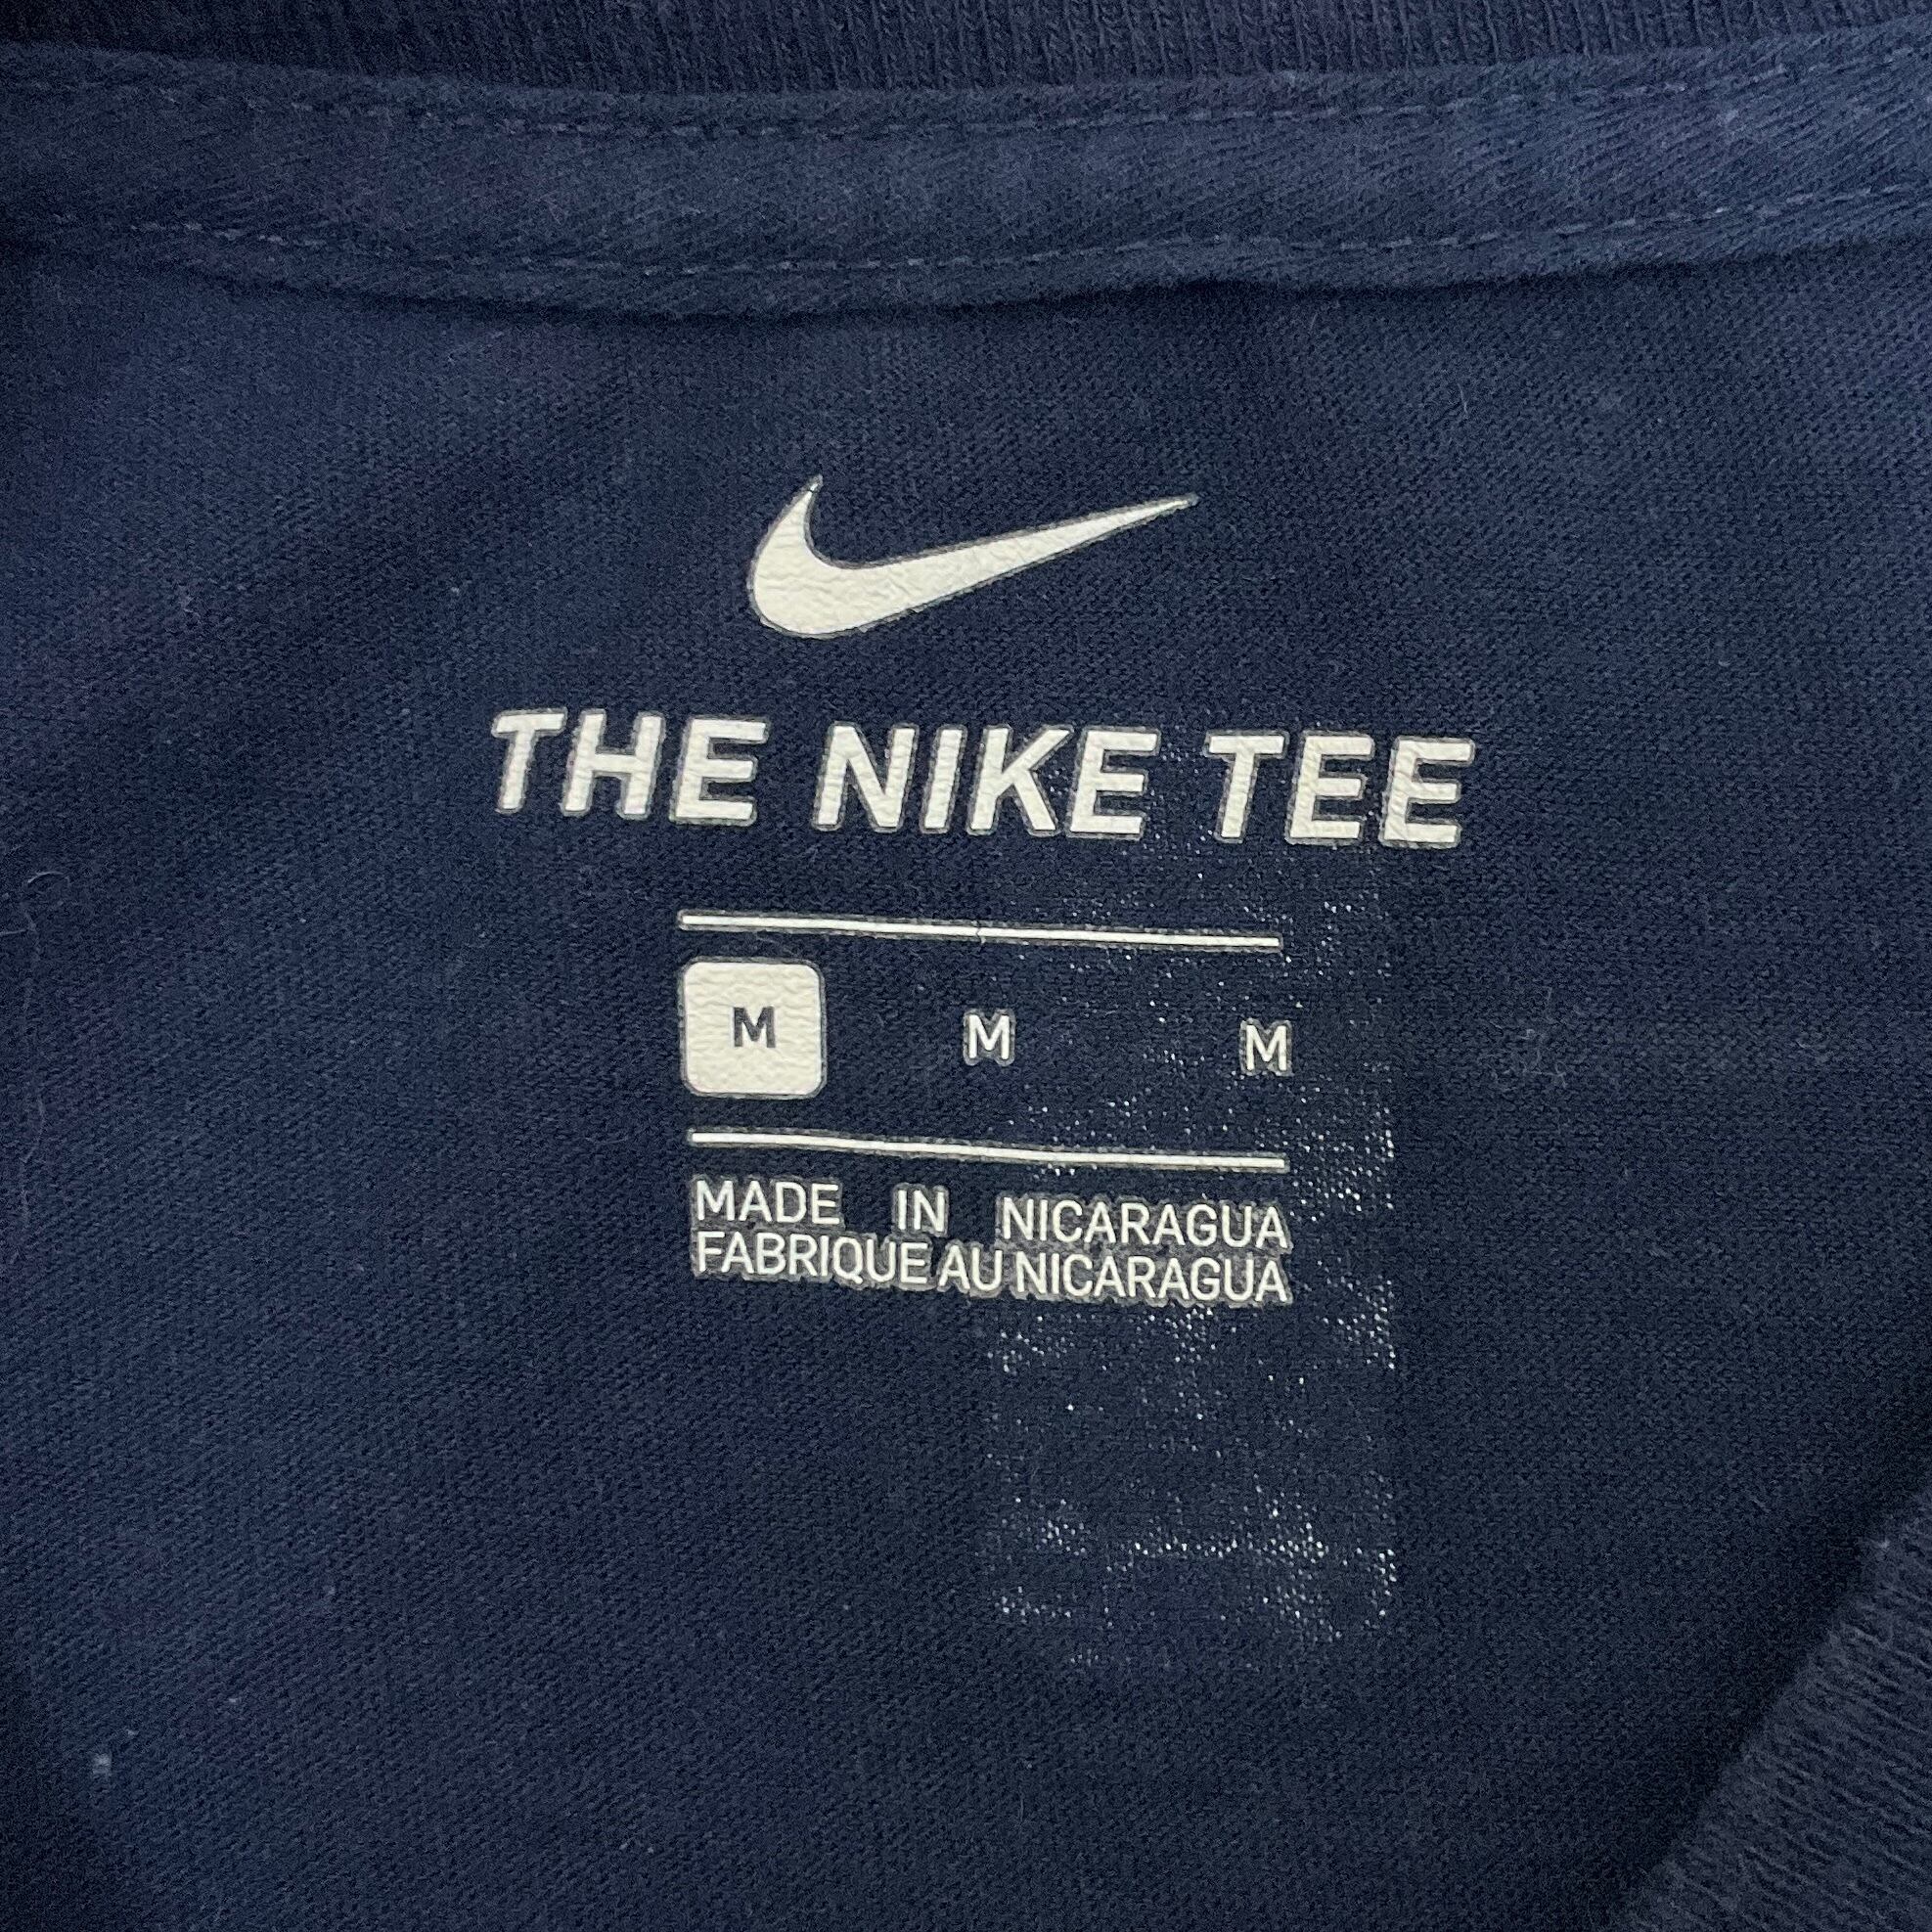 THE NIKE TEE
M M M
MADE IN NICARAGUA
FABRIQUE AU NICARAGUA